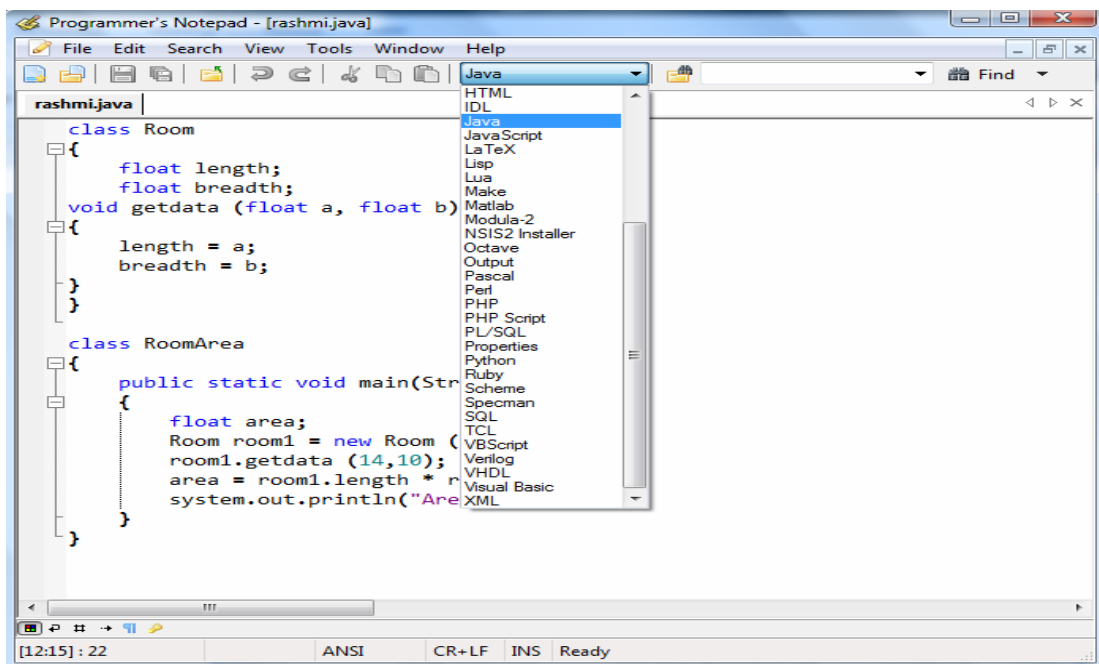 Programmer's Notepad - [rashmi.java]
File Edit Search View Tools Window Help
Java
Find
rashmi.java
class Room
{
float length;
float breadth;
void getdata (float a, float b)
{
length = a;
breadth = b;
}
}
class RoomArea
{
public static void main(Str
{
float area;
Room room1 = new Room (
room1.getdata (14,10);
area = room1.length * r
system.out.println("Are
}
}
HTML
IDL
Java
JavaScript
LaTeX
Lisp
Lua
Make
Matlab
Modula-2
NSIS2 Installer
Octave
Output
Pascal
Perl
PHP
PHP Script
PL/SQL
Properties
Python
Ruby
Scheme
Specman
SQL
TCL
VBScript
Verilog
VHDL
Visual Basic
XML
[12:15] : 22 ANSI CR+LF INS Ready